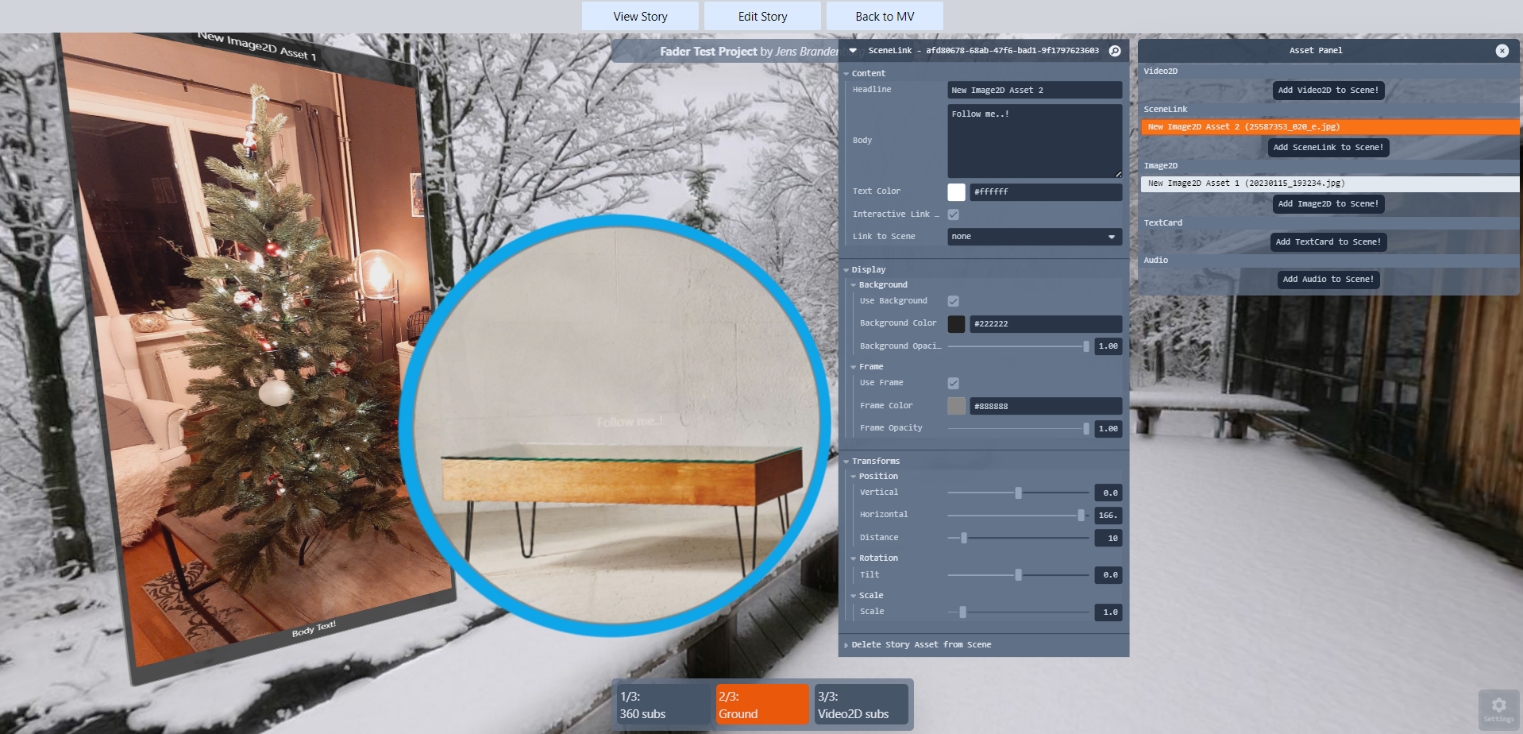 View Story
Edit Story
Back to MV
New Image2D Asset 1
Fader Test Project by Jens Brander
SceneLink - afd80678-68ab-47f6-bad1-9f1797623603
Content
Headline
New Image2D Asset 2
Body
Follow me..!
Text Color
#ffffff
Interactive Link …
Link to Scene
none
Display
Background
Use Background
Background Color
#222222
Background Opaci…
1.00
Frame
Use Frame
Frame Color
#888888
Frame Opacity
1.00
Transforms
Position
Vertical
0.0
Horizontal
166.
Distance
10
Rotation
Tilt
0.0
Scale
Scale
1.0
Delete Story Asset from Scene
Asset Panel
Video2D
Add Video2D to Scene!
SceneLink
New Image2D Asset 2 (25587353_020_e.jpg)
Add SceneLink to Scene!
Image2D
New Image2D Asset 1 (20230115_193234.jpg)
Add Image2D to Scene!
TextCard
Add TextCard to Scene!
Audio
Add Audio to Scene!
Follow me..!
Body Text!
1/3:
360 subs
2/3:
Ground
3/3:
Video2D subs
Settings